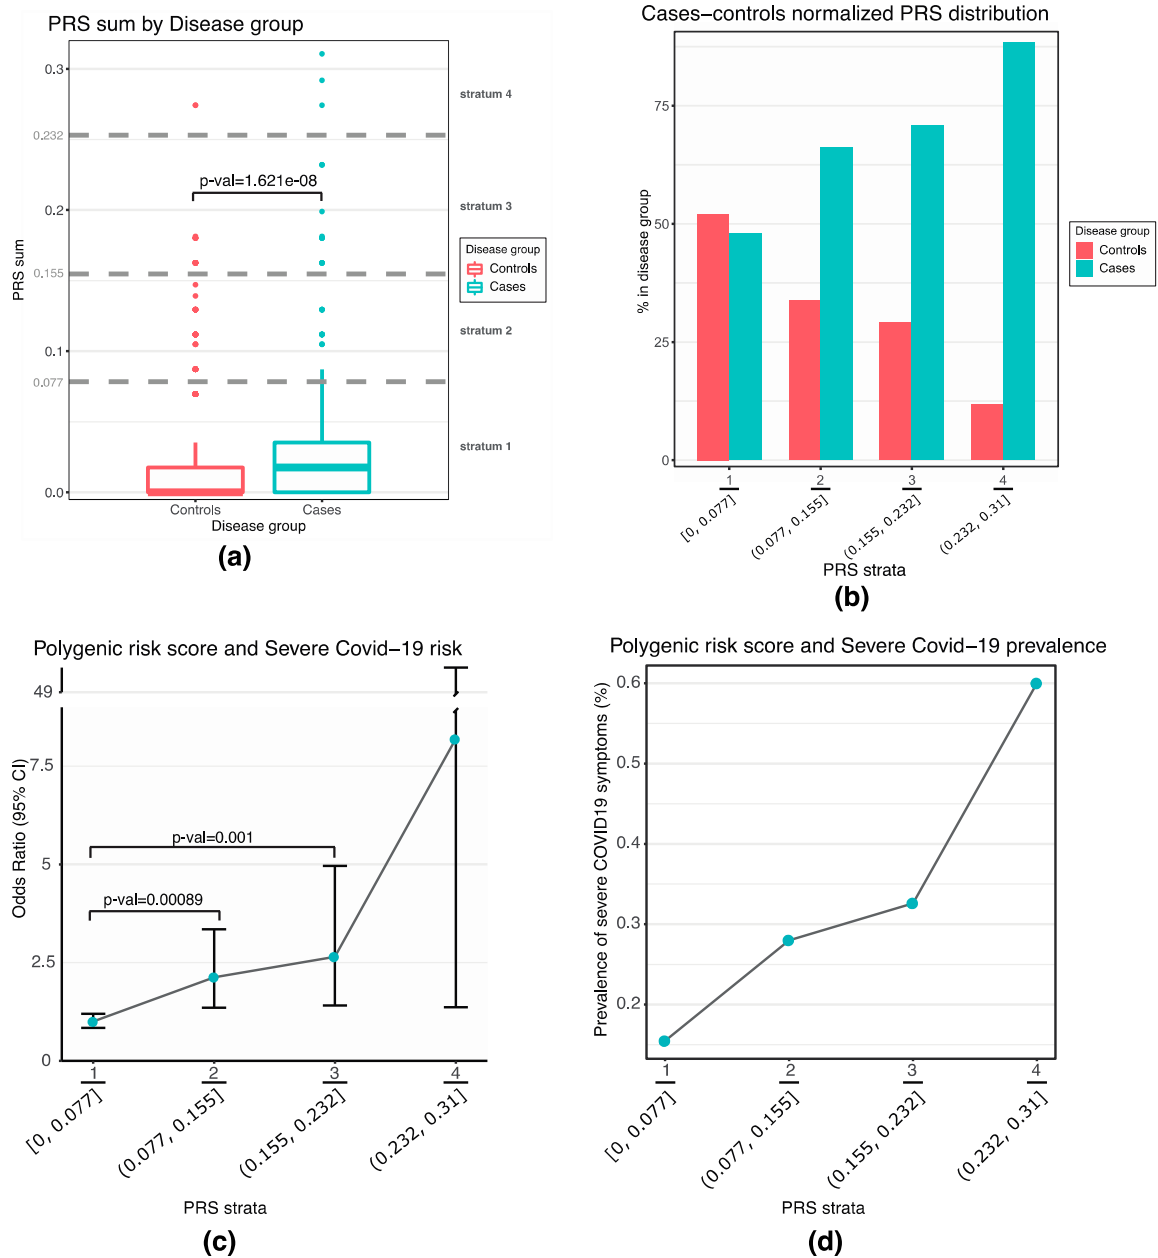 PRS sum by Disease group
0.3
0.232
0.2
0.155
0.1
0.077
0.0
PRS sum
stratum 4
stratum 3
stratum 2
stratum 1
p-val=1.621e-08
Disease group
Controls
Cases
Controls
Cases
Disease group
(a)
Cases−controls normalized PRS distribution
75
50
25
0
% in disease group
Disease group
Controls
Cases
1
2
3
4
[0, 0.077]
(0.077, 0.155]
(0.155, 0.232]
(0.232, 0.31]
PRS strata
(b)
Polygenic risk score and Severe Covid−19 risk
49
7.5
5
2.5
0
Odds Ratio (95% CI)
p-val=0.001
p-val=0.00089
1
2
3
4
[0, 0.077]
(0.077, 0.155]
(0.155, 0.232]
(0.232, 0.31]
PRS strata
(c)
Polygenic risk score and Severe Covid−19 prevalence
0.6
0.5
0.4
0.3
0.2
Prevalence of severe COVID19 symptoms (%)
1
2
3
4
[0, 0.077]
(0.077, 0.155]
(0.155, 0.232]
(0.232, 0.31]
PRS strata
(d)